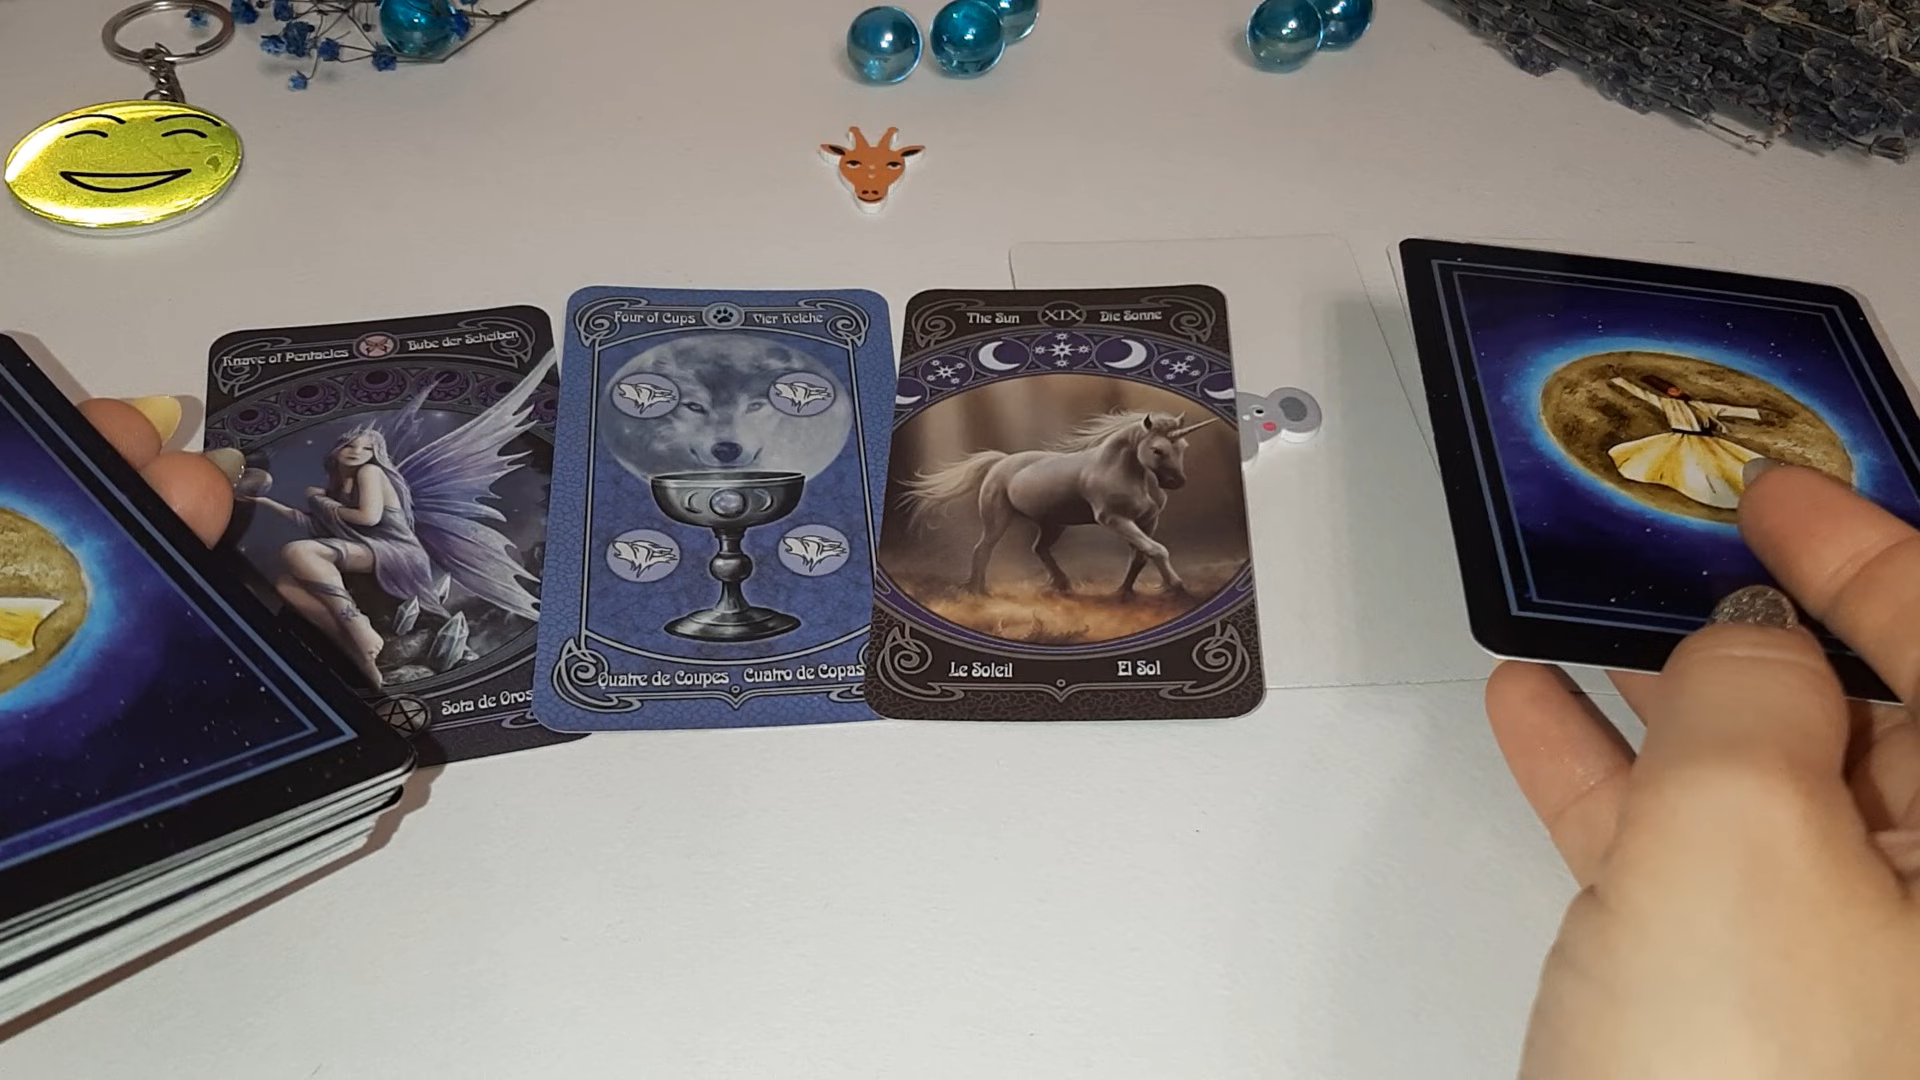 Knave of Pentacles Bube der Scheiben
Sota de Oros
Four of Cups Vier Kelche
Quatre de Coupes Cuatro de Copas
The Sun XIX Die Sonne
Le Soleil El Sol